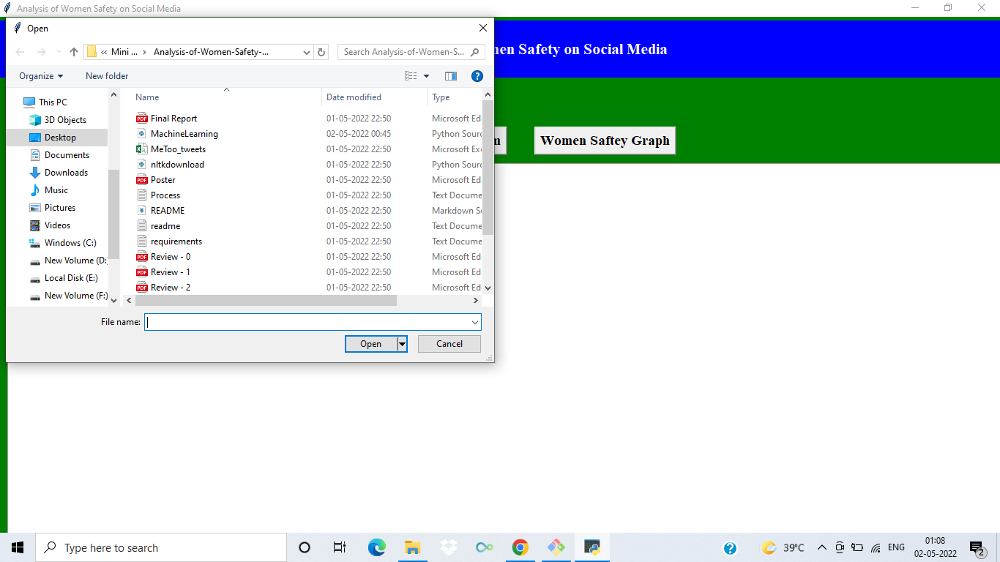 Analysis of Women Safety on Social Media
Open
Mini ... Analysis-of-Women-Safety-...
Search Analysis-of-Women-S...
men Safety on Social Media
Organize
New folder
Name Date modified Type
This PC
3D Objects
Desktop
Documents
Downloads
Music
Pictures
Videos
Windows (C:)
New Volume (D:
Local Disk (E:)
New Volume (F:)
Final Report 01-05-2022 22:50 Microsoft Ed
MachineLearning 02-05-2022 00:45 Python Sourc
MeToo_tweets 01-05-2022 22:50 Microsoft Exc
nltkdownload 01-05-2022 22:50 Python Sourc
Poster 01-05-2022 22:50 Microsoft Ed
Process 01-05-2022 22:50 Text Docume
README 01-05-2022 22:50 Markdown So
readme 01-05-2022 22:50 Text Docume
requirements 01-05-2022 22:50 Text Docume
Review - 0 01-05-2022 22:50 Microsoft Ed
Review - 1 01-05-2022 22:50 Microsoft Ed
Review - 2 01-05-2022 22:50 Microsoft Ed
Women Saftey Graph
File name:
Open
Cancel
Type here to search
39°C
ENG
01:08
02-05-2022
2